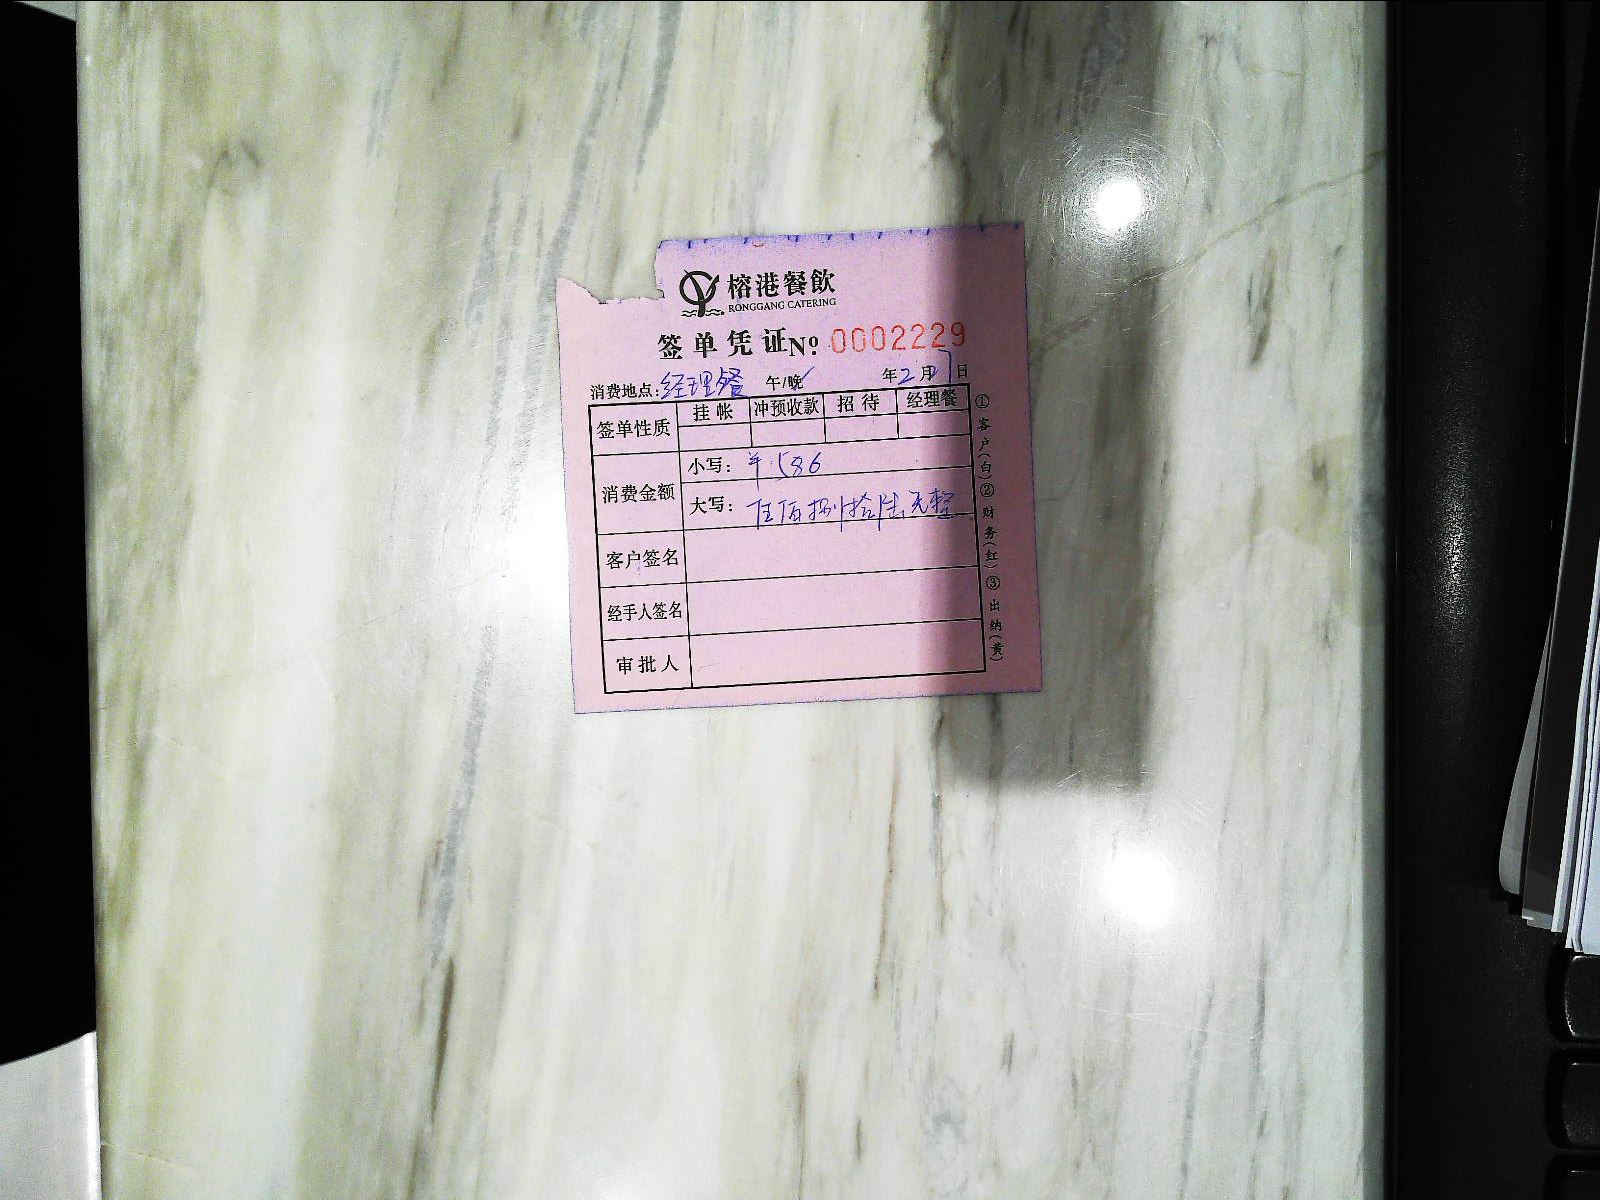 榕港餐飲
RONGGANG CATERING
签单凭证 No. 0002229
消费地点:经理餐 午/晚✓ 年2月27日
签单性质 挂帐 冲预收款 招待 经理餐
消费金额 小写:¥586
大写:伍佰捌拾陆元整
客户签名
经手人签名
审批人
①客户(白)②财务(红)③出纳(黄)